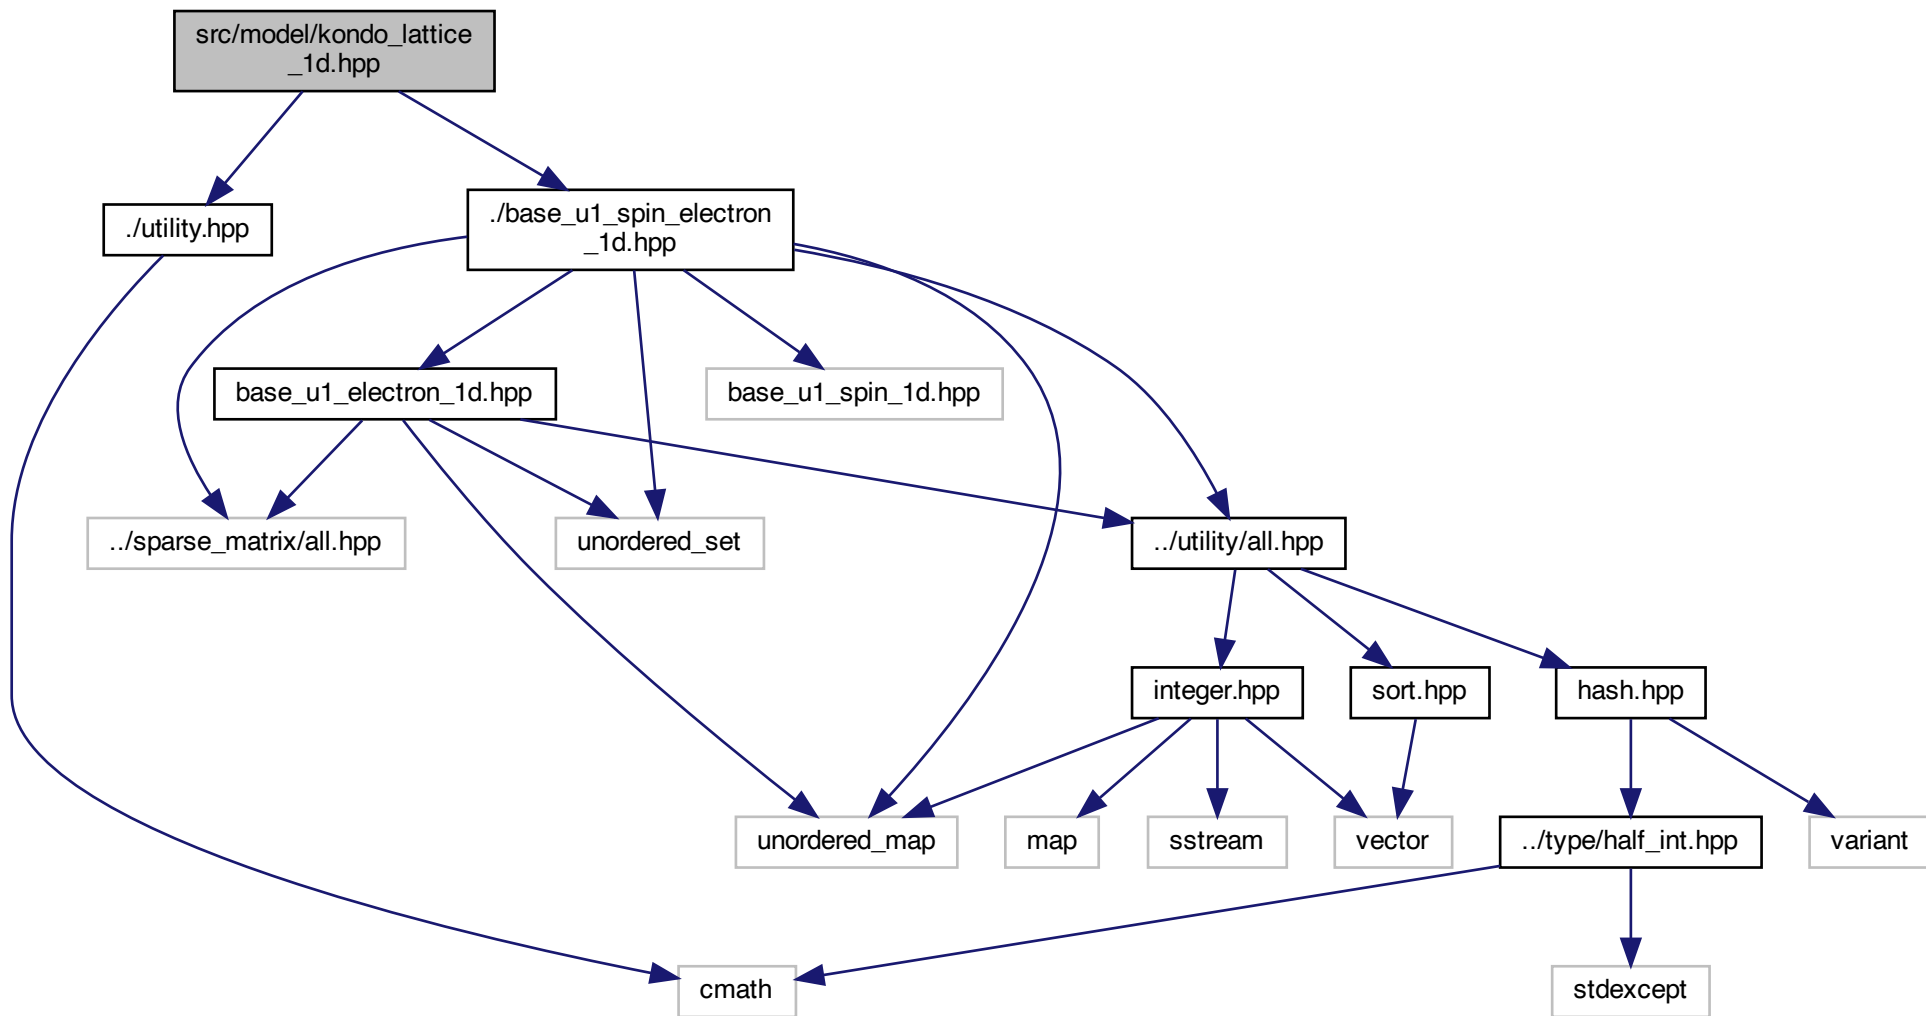 src/model/kondo_lattice
_1d.hpp
./utility.hpp
./base_u1_spin_electron
_1d.hpp
base_u1_electron_1d.hpp
base_u1_spin_1d.hpp
../sparse_matrix/all.hpp
unordered_set
../utility/all.hpp
integer.hpp
sort.hpp
hash.hpp
unordered_map
map
sstream
vector
../type/half_int.hpp
variant
cmath
stdexcept